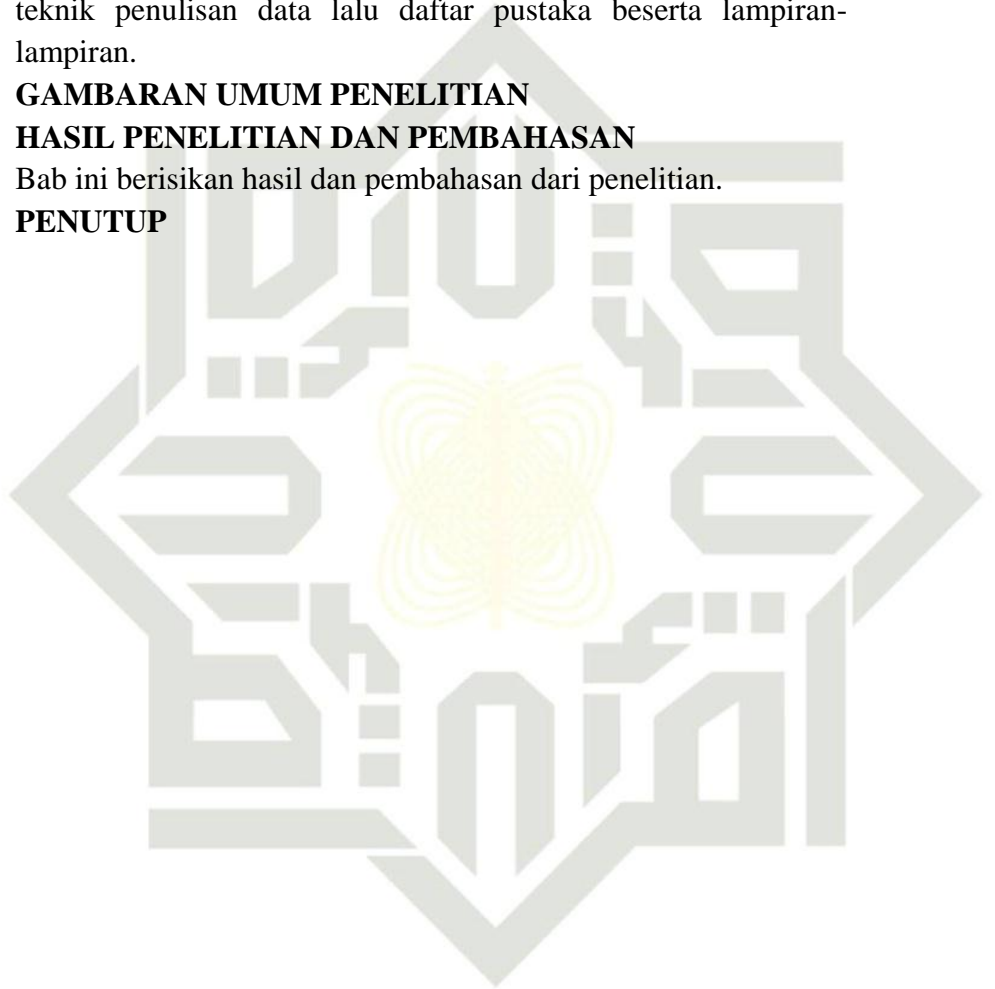 teknik penulisan data lalu daftar pustaka beserta lampiran-
lampiran.
GAMBARAN UMUM PENELITIAN
HASIL PENELITIAN DAN PEMBAHASAN
Bab ini berisikan hasil dan pembahasan dari penelitian.
PENUTUP